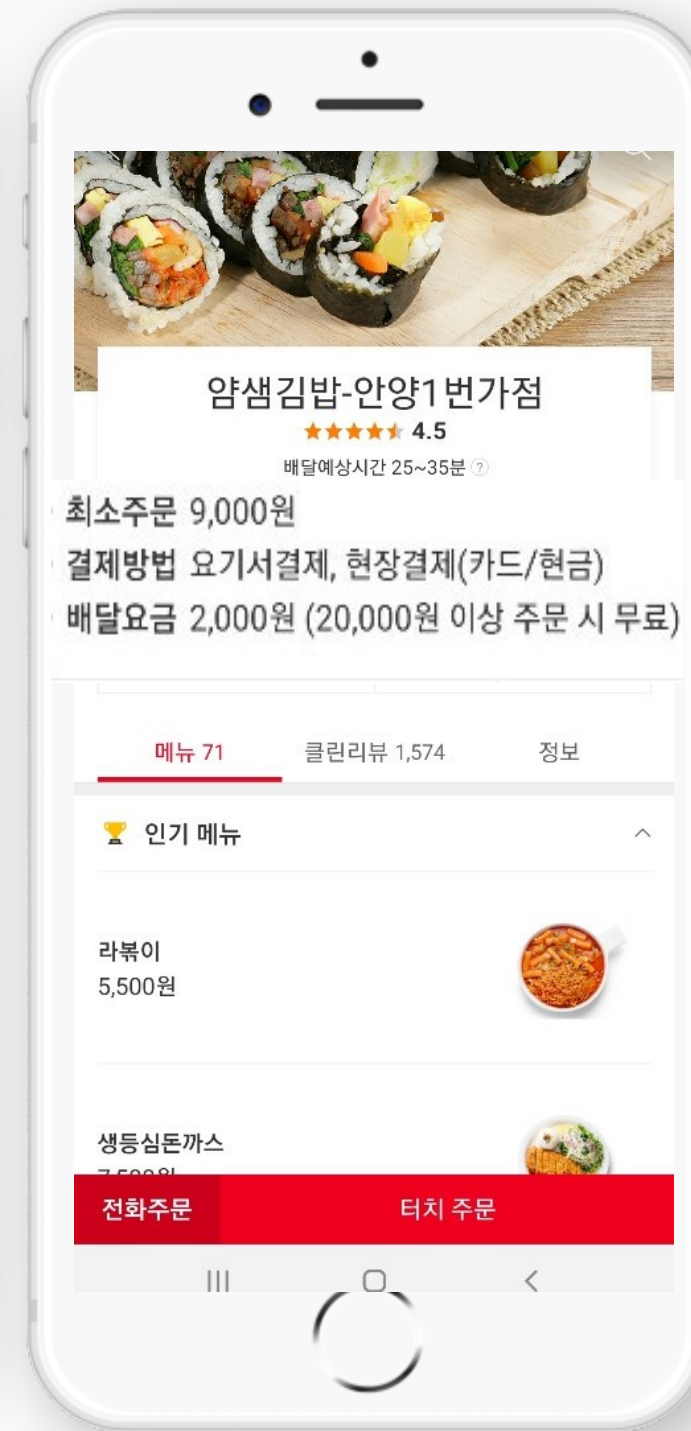 얌샘김밥-안양1번가점
4.5
배달예상시간 25~35분 ?
최소주문 9,000원
결제방법 요기서결제, 현장결제(카드/현금)
배달요금 2,000원 (20,000원 이상 주문 시 무료)
메뉴 71 클린리뷰 1,574 정보
인기 메뉴
라볶이
5,500원
생등심돈까스
전화주문 터치 주문